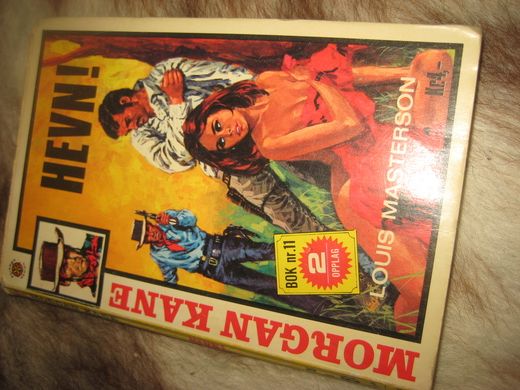 MORGAN KANE
HEVN!
BOK nr.11
2
OPPLAG
LOUIS MASTERSON